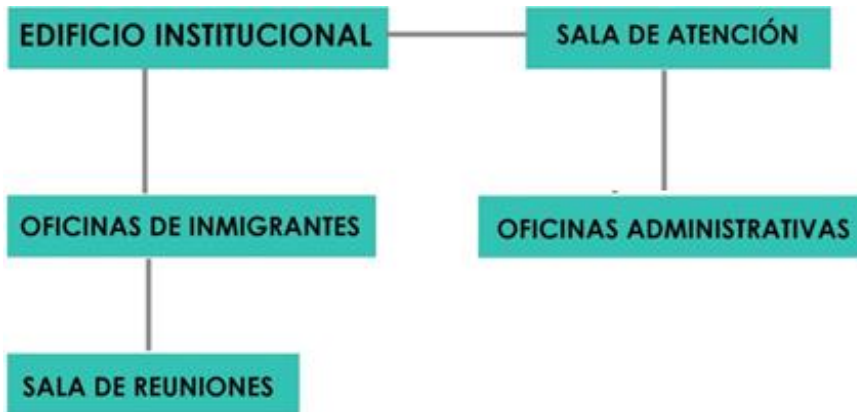 EDIFICIO INSTITUCIONAL
SALA DE ATENCIÓN
OFICINAS DE INMIGRANTES
OFICINAS ADMINISTRATIVAS
SALA DE REUNIONES